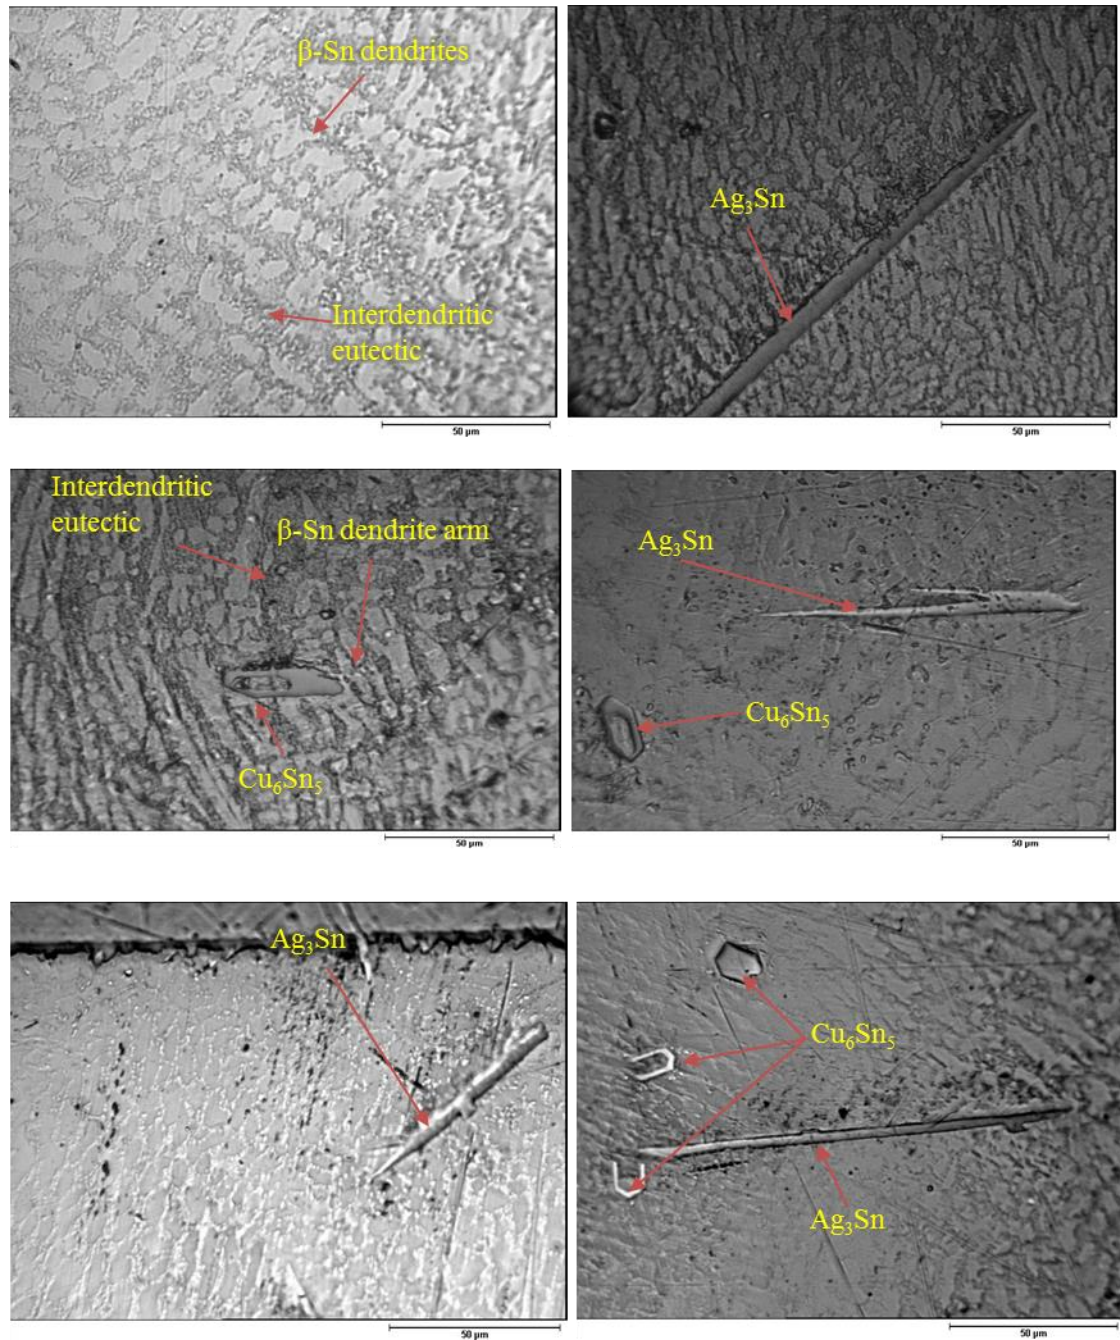 β-Sn dendrites
Interdendritic
eutectic
50 µm
Ag₃Sn
50 µm
Interdendritic
eutectic
β-Sn dendrite arm
Cu₆Sn₅
50 µm
Ag₃Sn
Cu₆Sn₅
50 µm
Ag₃Sn
50 µm
Cu₆Sn₅
Ag₃Sn
50 µm